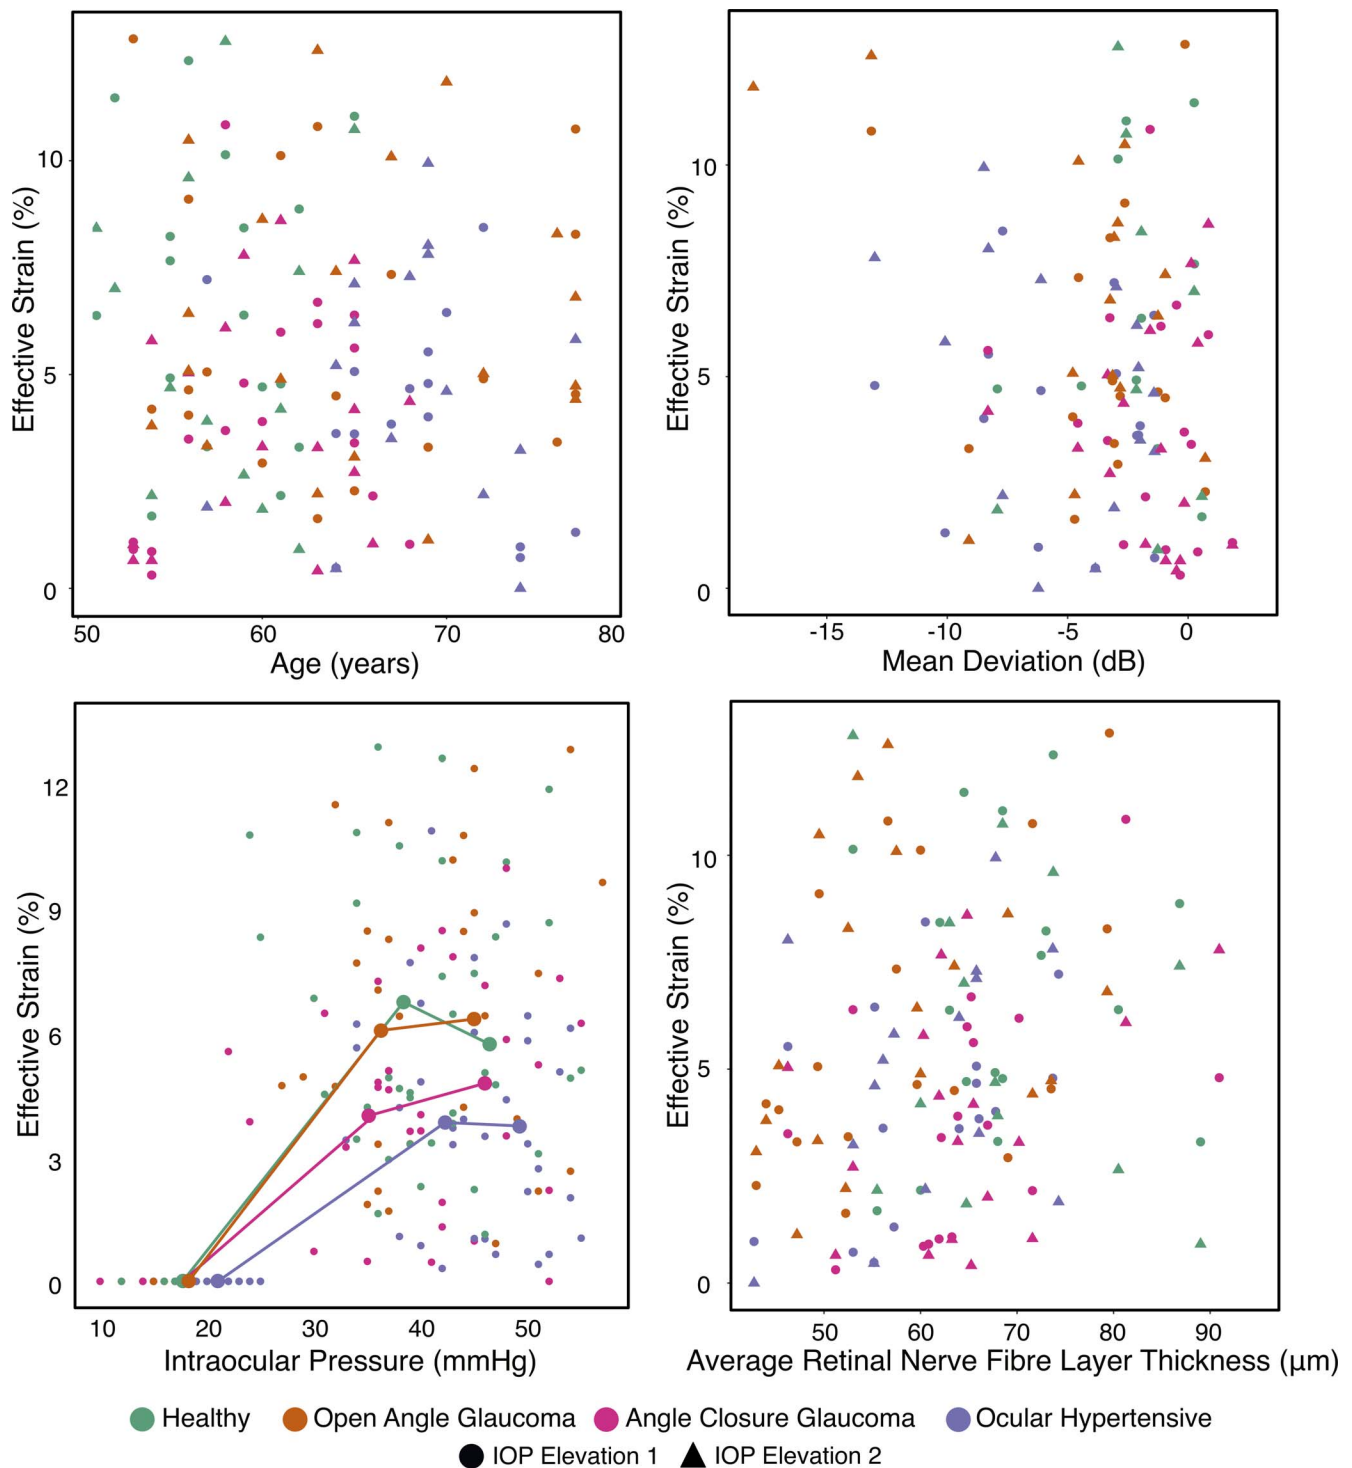 Effective Strain (%)
10
5
0
50 60 70 80
Age (years)
Effective Strain (%)
10
5
0
-15 -10 -5 0
Mean Deviation (dB)
Effective Strain (%)
12
9
6
3
0
10 20 30 40 50
Intraocular Pressure (mmHg)
Effective Strain (%)
10
5
0
50 60 70 80 90
Average Retinal Nerve Fibre Layer Thickness (μm)
Healthy Open Angle Glaucoma Angle Closure Glaucoma Ocular Hypertensive
IOP Elevation 1 IOP Elevation 2